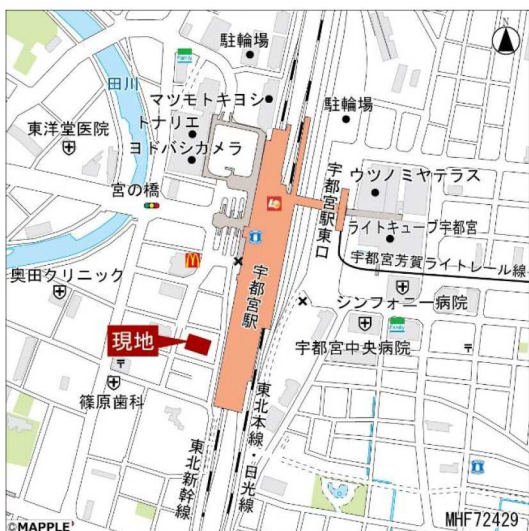 駐輪場
N
Family
田川
マツモトキヨシ
駐輪場
トナリエ
東洋堂医院
ヨドバシカメラ
ウツノミヤテラス
宮の橋
宇都宮駅東口
ライトキューブ宇都宮
宇都宮芳賀ライトレール線
奥田クリニック
宇都宮駅
シンフォニー病院
Family
現地
宇都宮中央病院
篠原歯科
東北本線・日光線
東北新幹線
©MAPPLE
MHF72429